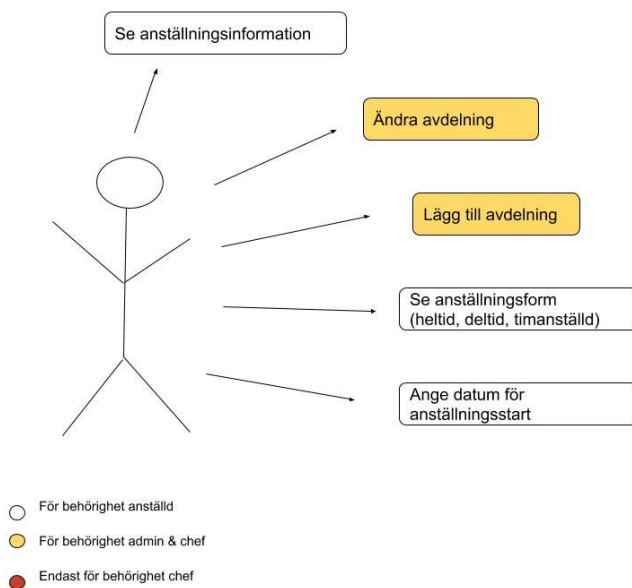 Se anställningsinformation
Ändra avdelning
Lägg till avdelning
Se anställningsform
(heltid, deltid, timanställd)
Ange datum för
anställningsstart
För behörighet anställd
För behörighet admin & chef
Endast för behörighet chef